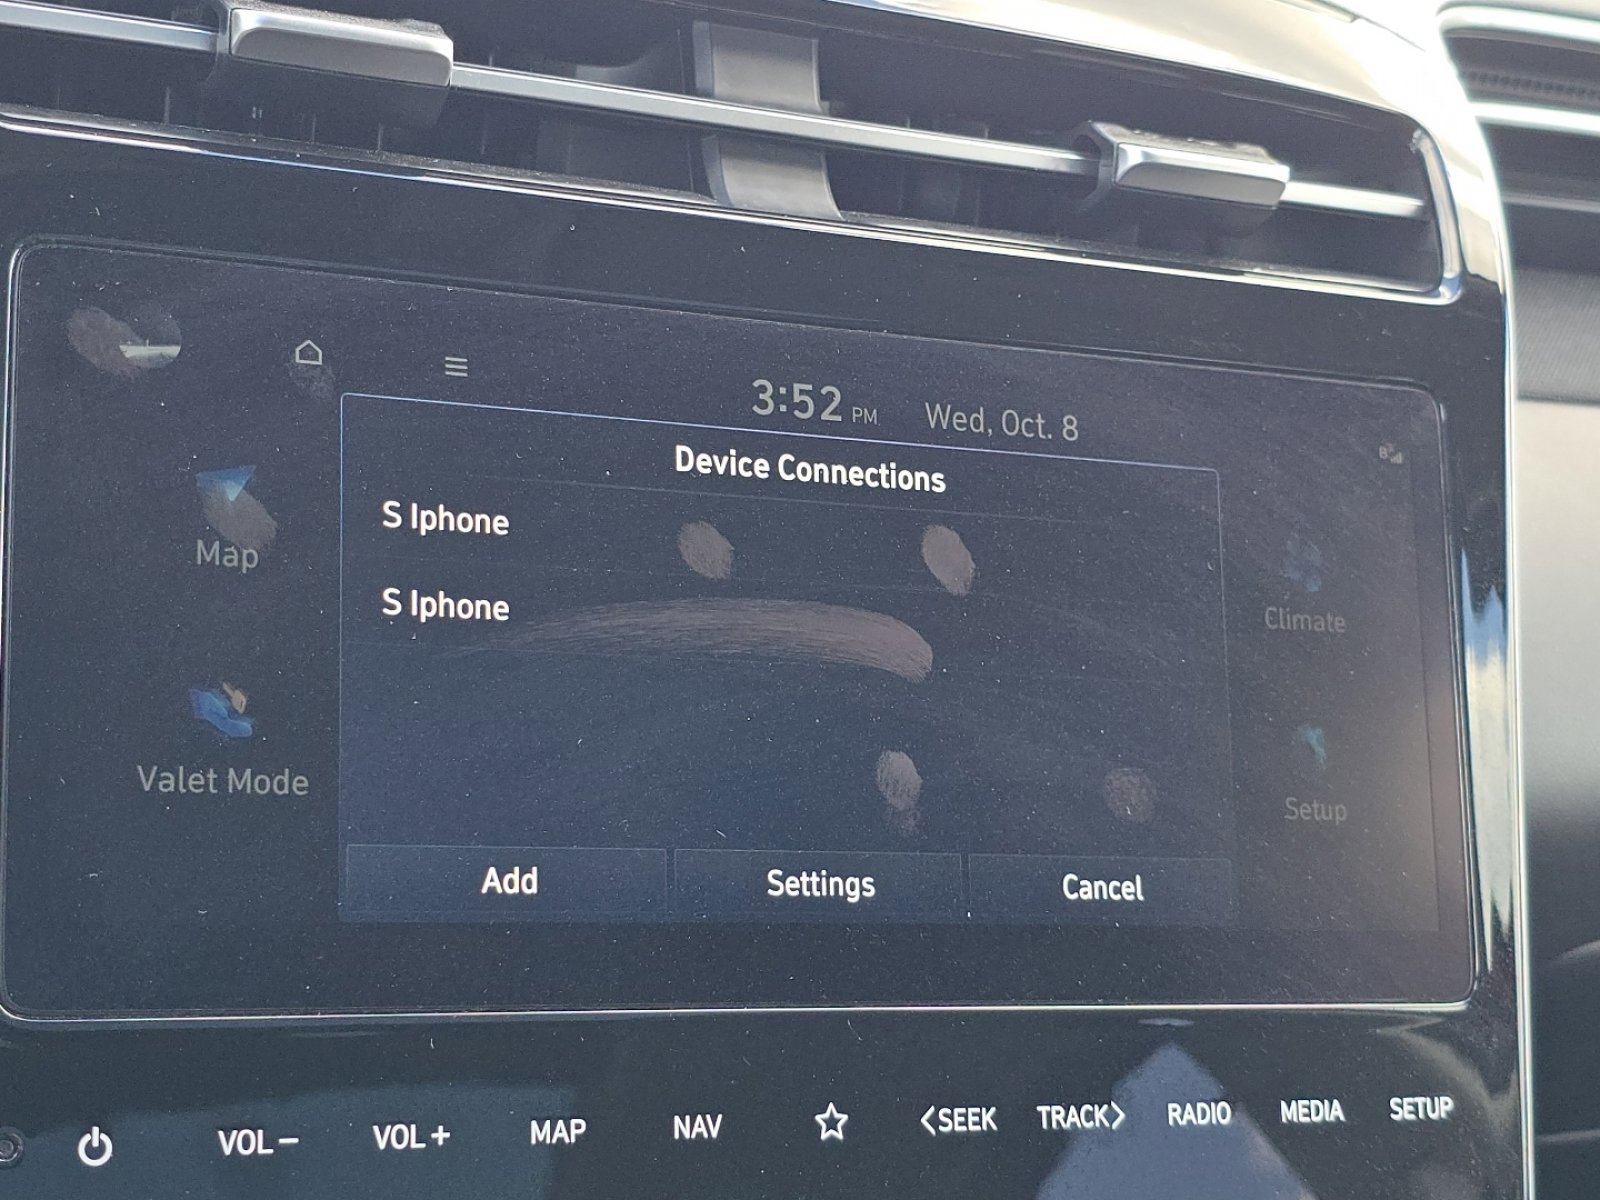 3:52 PM Wed, Oct. 8
Device Connections
S Iphone
S Iphone
Map
Climate
Valet Mode
Setup
Add Settings Cancel
VOL− VOL+ MAP NAV <SEEK TRACK> RADIO MEDIA SETUP